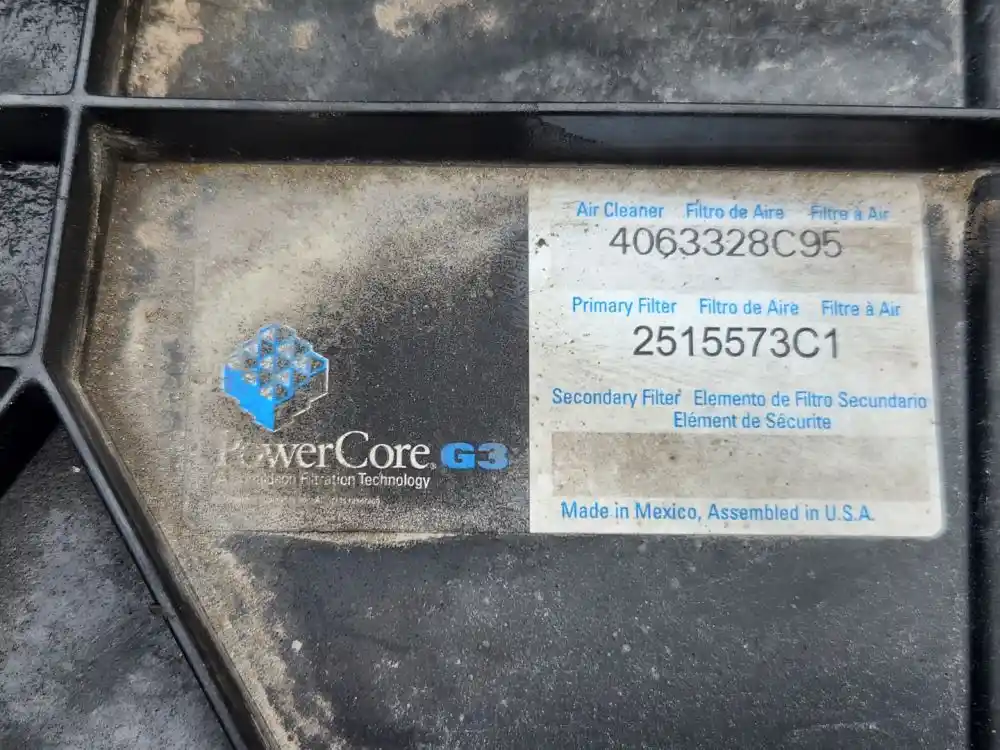 Air Cleaner Filtro de Aire Filtre à Air
4063328C95
Primary Filter Filtro de Aire Filtre à Air
2515573C1
Secondary Filter Elemento de Filtro Secundario
Elément de Sécurite
Made in Mexico, Assembled in U.S.A.
PowerCore® G3
Filtration Technology